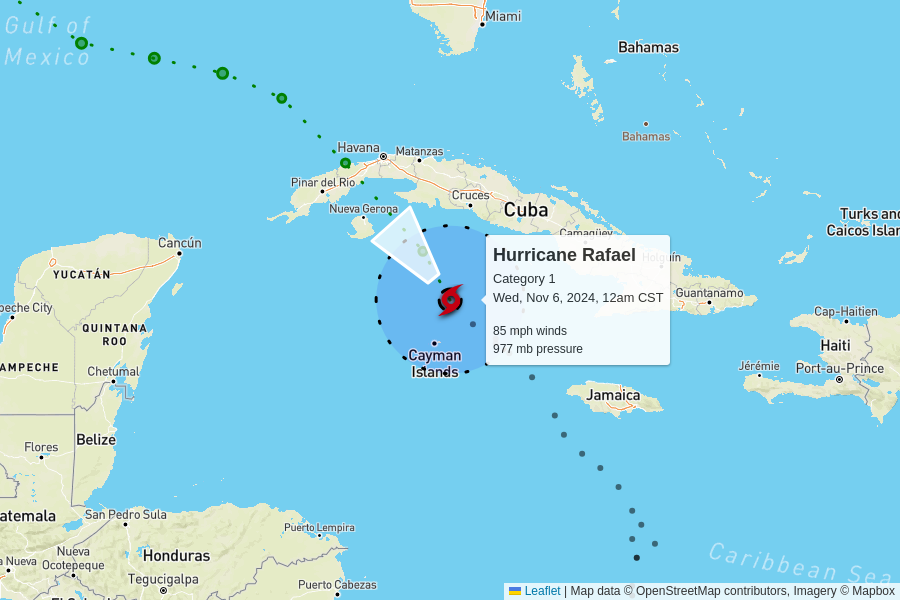 Gulf of
Mexico
Miami
Bahamas
Bahamas
Havana
Matanzas
Pinar del Rio
Cruces
Nueva Gerona
Cuba
Turks and
Caicos Islan
Camagüey
Cancún
YUCATÁN
Hurricane Rafael
Holguín
Category 1
Wed, Nov 6, 2024, 12am CST
Guantanamo
85 mph winds
977 mb pressure
peche City
QUINTANA
ROO
Cap-Haitien
Haiti
Cayman
Islands
AMPECHE
Chetumal
Jérémie
Port-au-Prince
Jamaica
Belize
Flores
atemala
San Pedro Sula
Puerto Lempira
Honduras
Nueva
Ocotepeque
a Nueva
Tegucigalpa
Puerto Cabezas
Caribbean Sea
Leaflet | Map data © OpenStreetMap contributors, Imagery © Mapbox